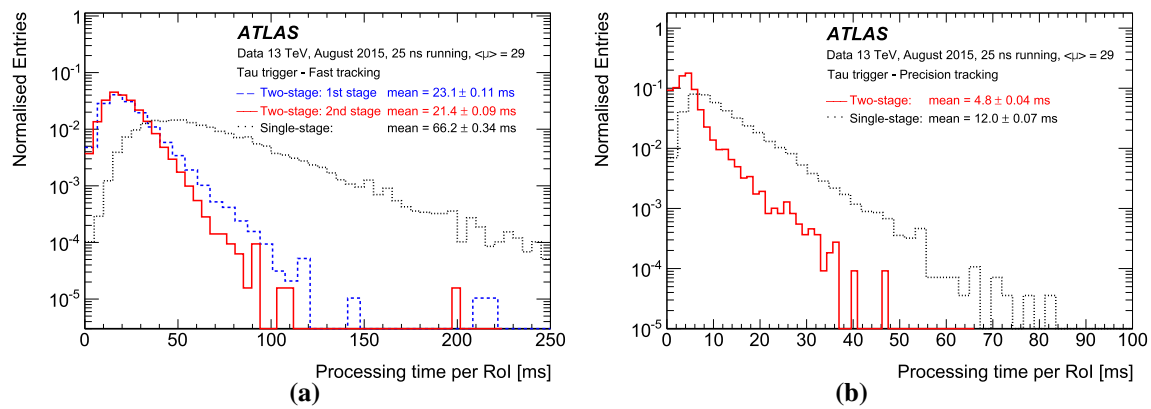 Normalised Entries
1
10⁻¹
10⁻²
10⁻³
10⁻⁴
10⁻⁵
ATLAS
Data 13 TeV, August 2015, 25 ns running, <μ> = 29
Tau trigger - Fast tracking
Two-stage: 1st stage mean = 23.1 ± 0.11 ms
Two-stage: 2nd stage mean = 21.4 ± 0.09 ms
Single-stage: mean = 66.2 ± 0.34 ms
0 50 100 150 200 250
Processing time per RoI [ms]
(a)
Normalised Entries
1
10⁻¹
10⁻²
10⁻³
10⁻⁴
10⁻⁵
ATLAS
Data 13 TeV, August 2015, 25 ns running, <μ> = 29
Tau trigger - Precision tracking
Two-stage: mean = 4.8 ± 0.04 ms
Single-stage: mean = 12.0 ± 0.07 ms
0 10 20 30 40 50 60 70 80 90 100
Processing time per RoI [ms]
(b)